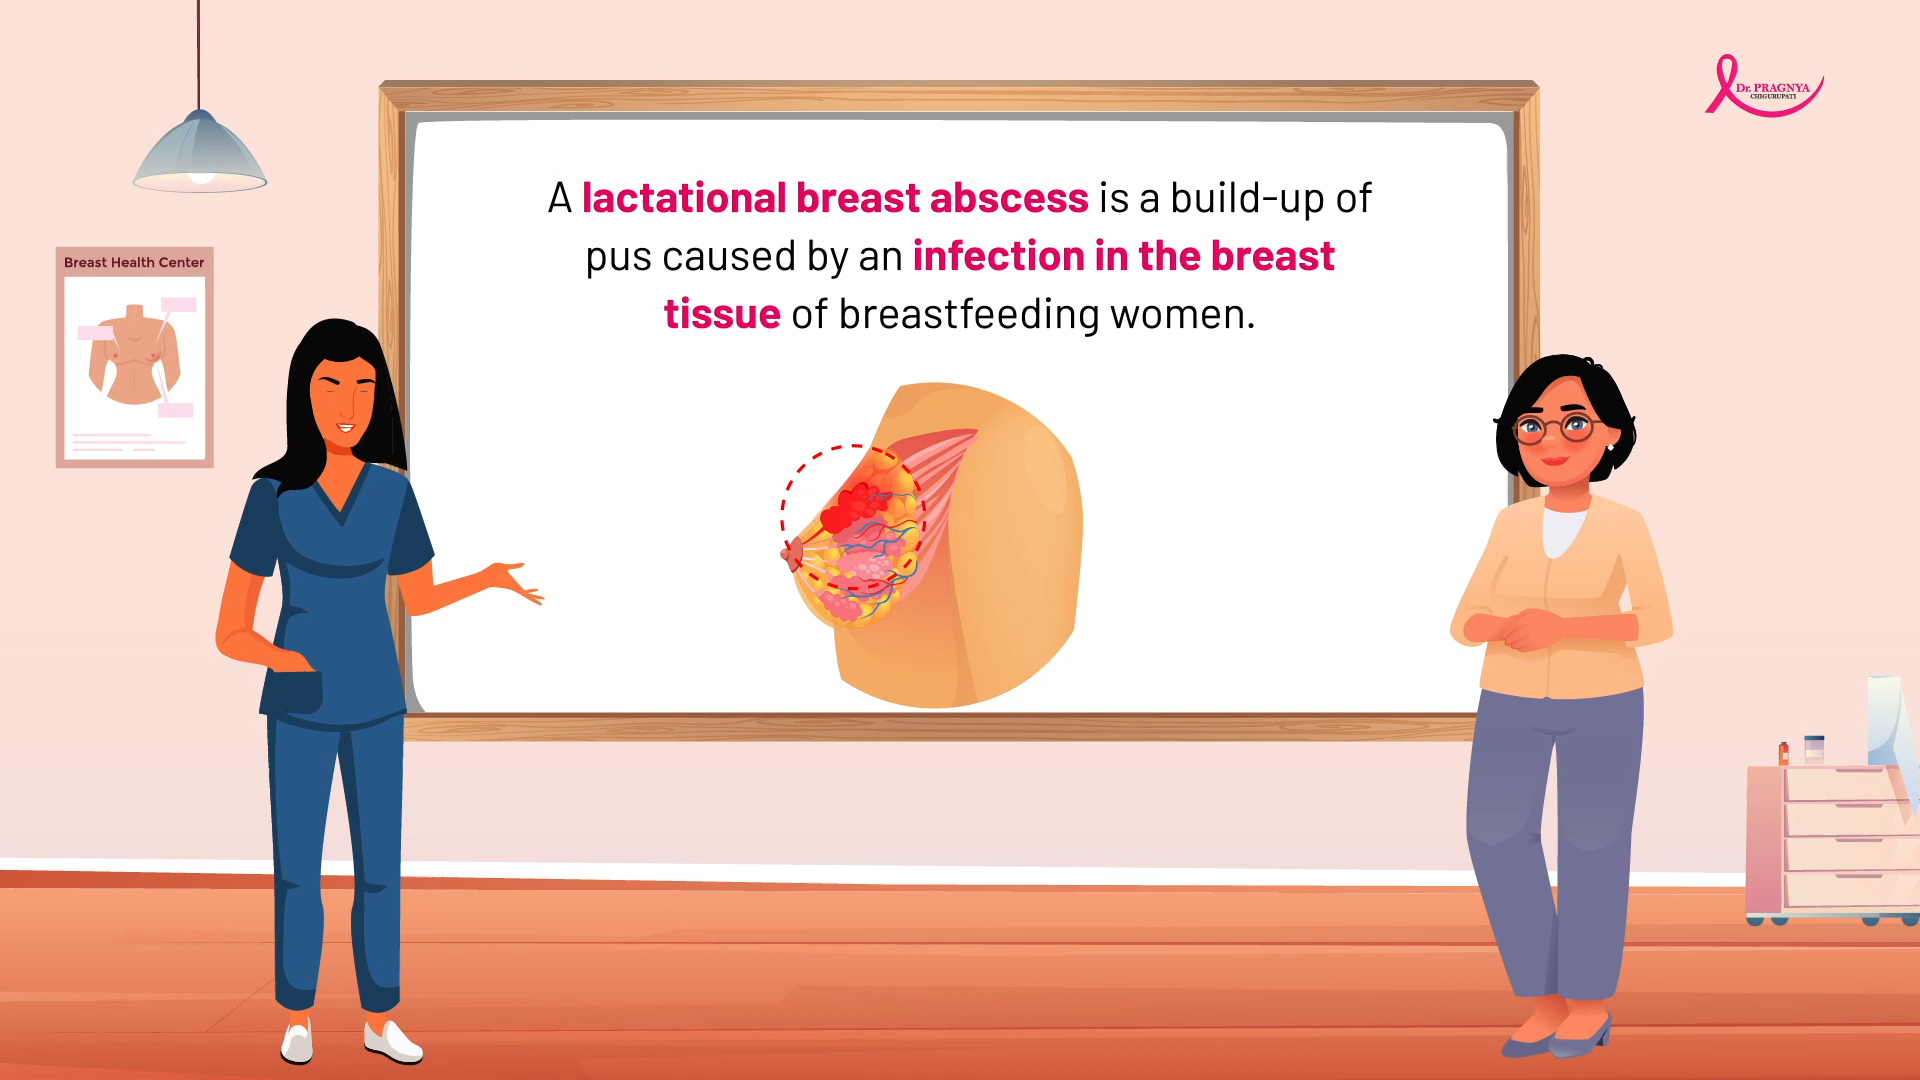 Dr. PRAGNYA
CHIGURUPATI
A lactational breast abscess is a build-up of
pus caused by an infection in the breast
tissue of breastfeeding women.
Breast Health Center